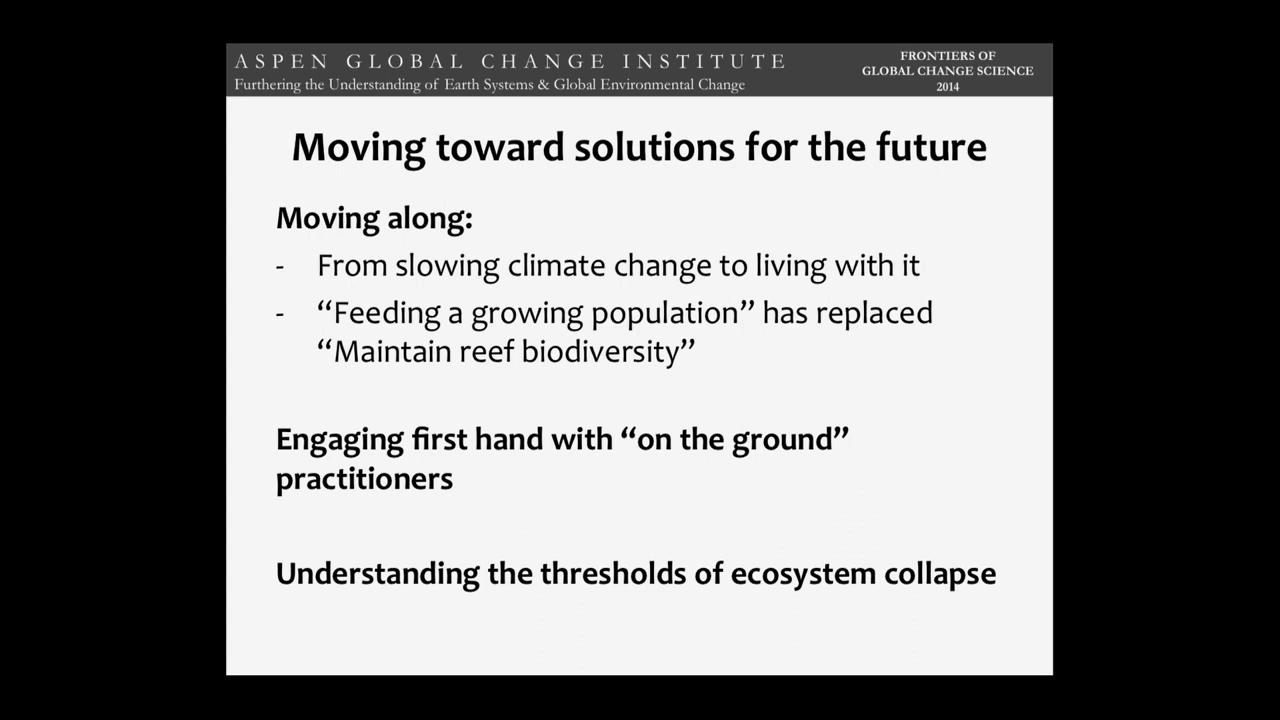 ASPEN GLOBAL CHANGE INSTITUTE
Furthering the Understanding of Earth Systems & Global Environmental Change
FRONTIERS OF
GLOBAL CHANGE SCIENCE
2014
Moving toward solutions for the future
Moving along:
- From slowing climate change to living with it
- “Feeding a growing population” has replaced
“Maintain reef biodiversity”
Engaging first hand with “on the ground”
practitioners
Understanding the thresholds of ecosystem collapse